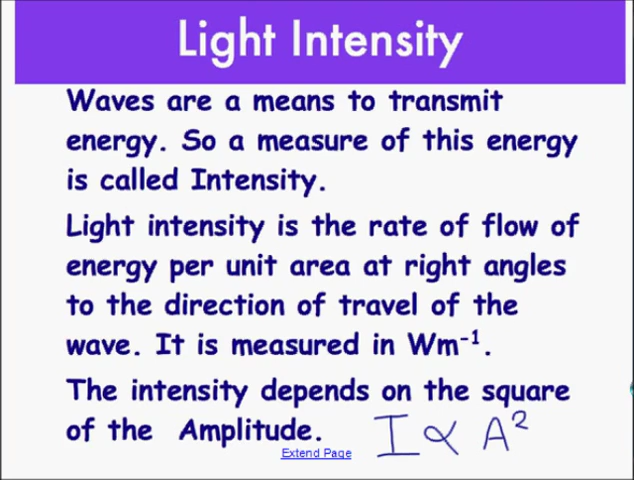 Light Intensity
Waves are a means to transmit
energy. So a measure of this energy
is called Intensity.
Light intensity is the rate of flow of
energy per unit area at right angles
to the direction of travel of the
wave. It is measured in Wm⁻¹.
The intensity depends on the square
of the Amplitude. I ∝ A²
Extend Page